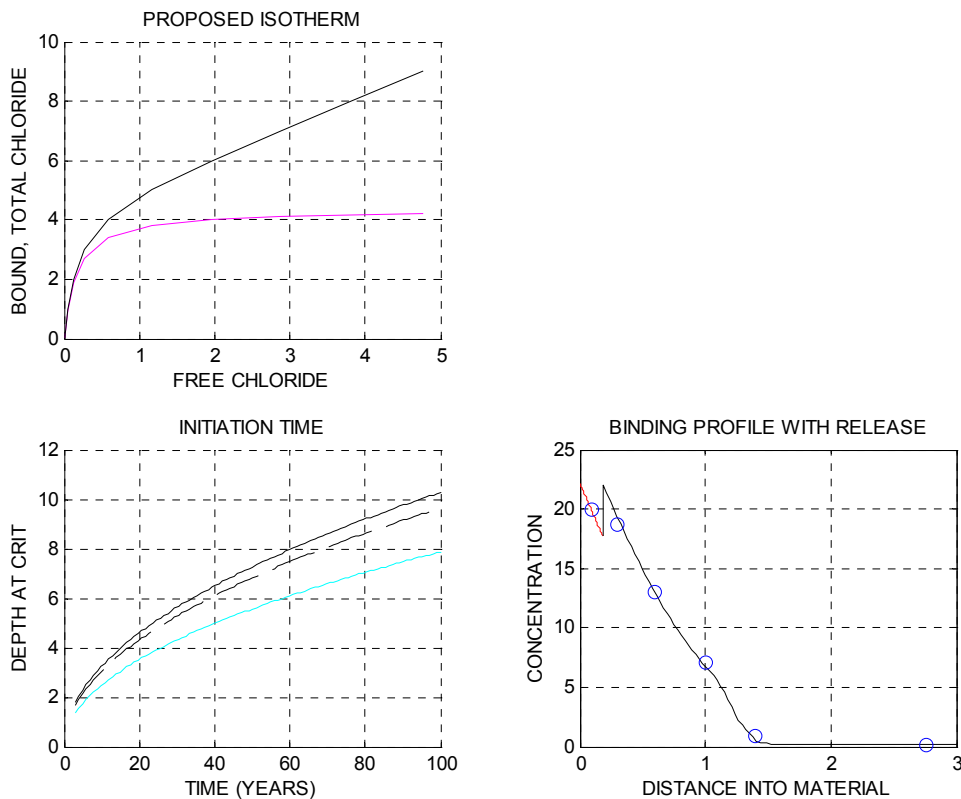 PROPOSED ISOTHERM
10
8
6
4
2
0
BOUND, TOTAL CHLORIDE
0 1 2 3 4 5
FREE CHLORIDE
INITIATION TIME
12
10
8
6
4
2
0
DEPTH AT CRIT
0 20 40 60 80 100
TIME (YEARS)
BINDING PROFILE WITH RELEASE
25
20
15
10
5
0
CONCENTRATION
0 1 2 3
DISTANCE INTO MATERIAL